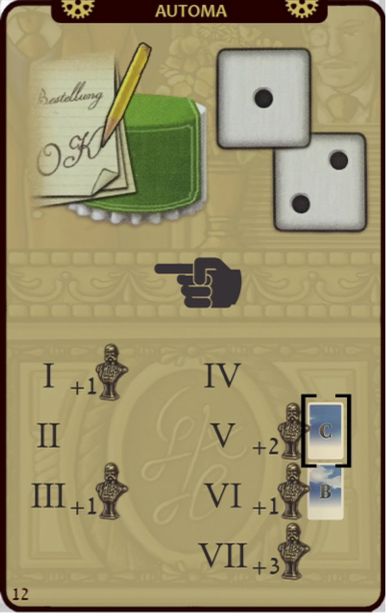 AUTOMA
Bestellung
OK
I +1 IV
II V +2 C
III +1 VI +1 B
VII +3
12